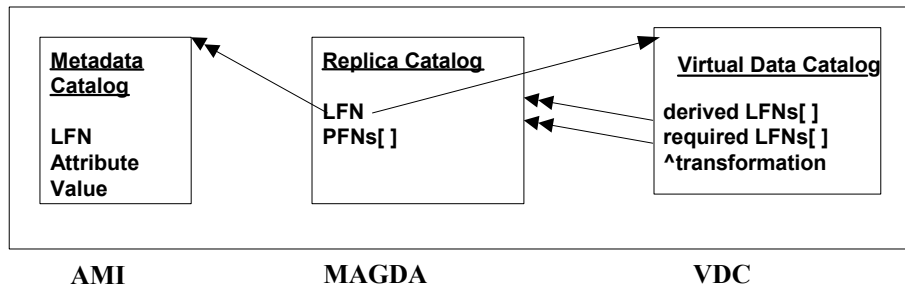 Metadata
Catalog
LFN
Attribute
Value
Replica Catalog
LFN
PFNs[ ]
Virtual Data Catalog
derived LFNs[ ]
required LFNs[ ]
^transformation
AMI
MAGDA
VDC